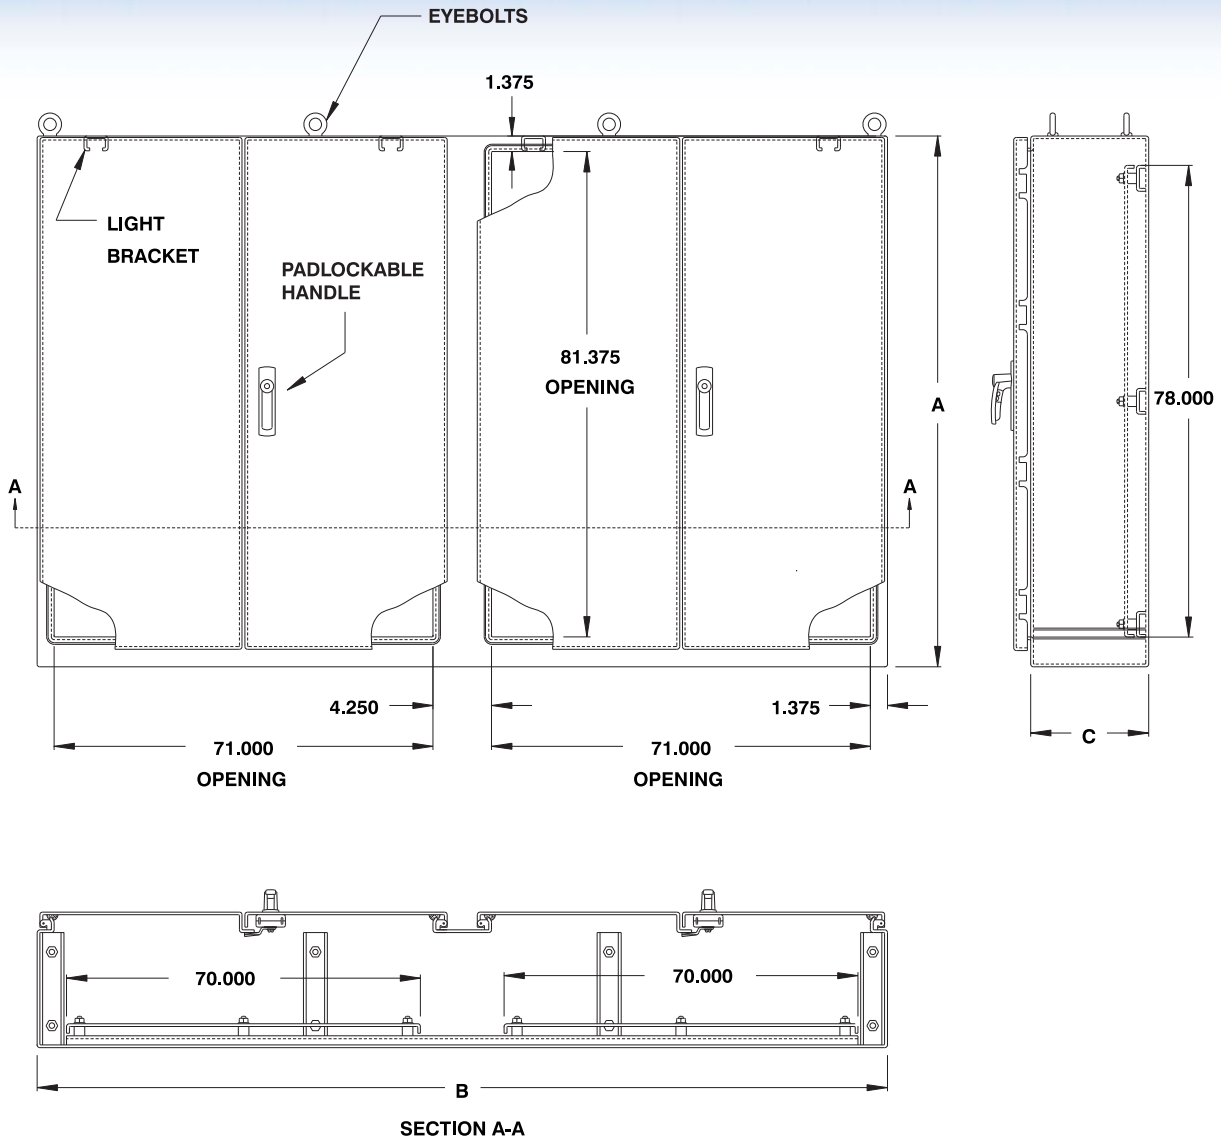 EYEBOLTS
1.375
LIGHT
BRACKET
PADLOCKABLE
HANDLE
81.375
OPENING
A
78.000
A
A
4.250
1.375
71.000
OPENING
71.000
OPENING
C
70.000
70.000
B
SECTION A-A